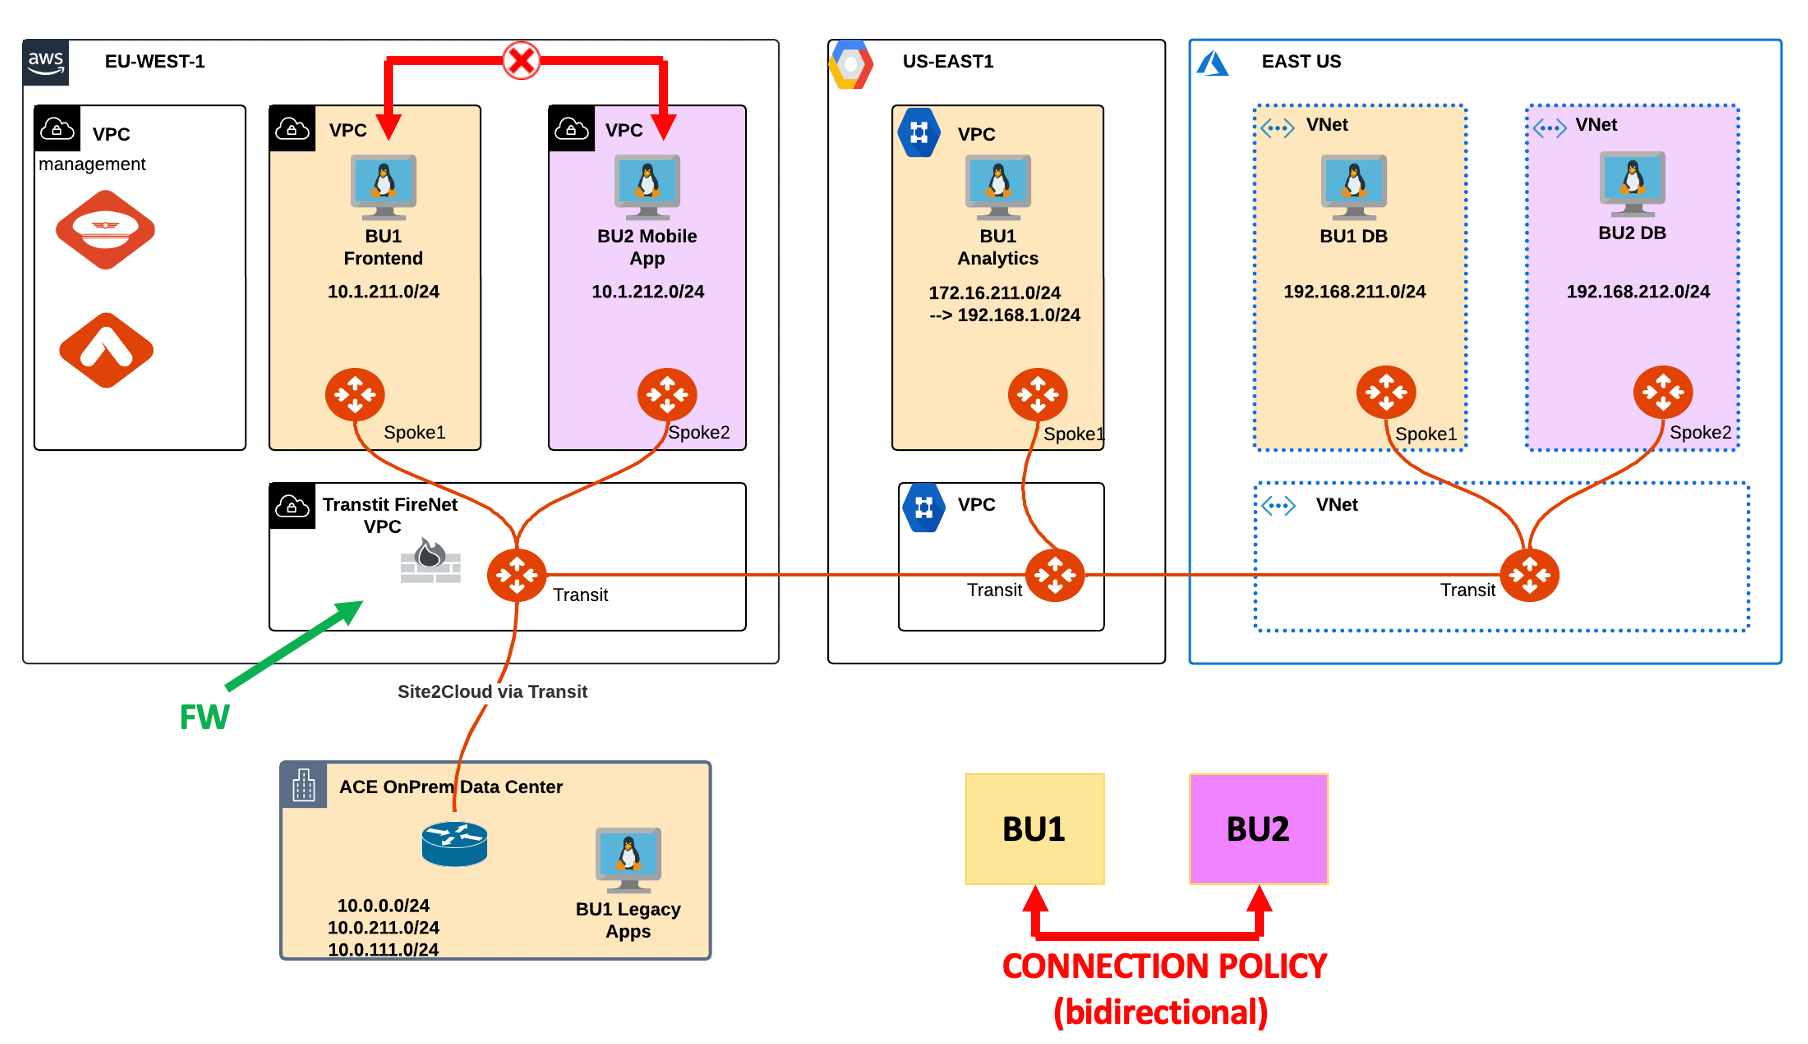 aws
EU-WEST-1
US-EAST1
EAST US
VPC
management
VPC
BU1
Frontend
10.1.211.0/24
Spoke1
VPC
BU2 Mobile
App
10.1.212.0/24
Spoke2
VPC
BU1
Analytics
172.16.211.0/24
--> 192.168.1.0/24
Spoke1
VNet
BU1 DB
192.168.211.0/24
Spoke1
VNet
BU2 DB
192.168.212.0/24
Spoke2
Transtit FireNet
VPC
Transit
VPC
Transit
VNet
Transit
FW
Site2Cloud via Transit
ACE OnPrem Data Center
10.0.0.0/24
10.0.211.0/24
10.0.111.0/24
BU1 Legacy
Apps
BU1
BU2
CONNECTION POLICY
(bidirectional)